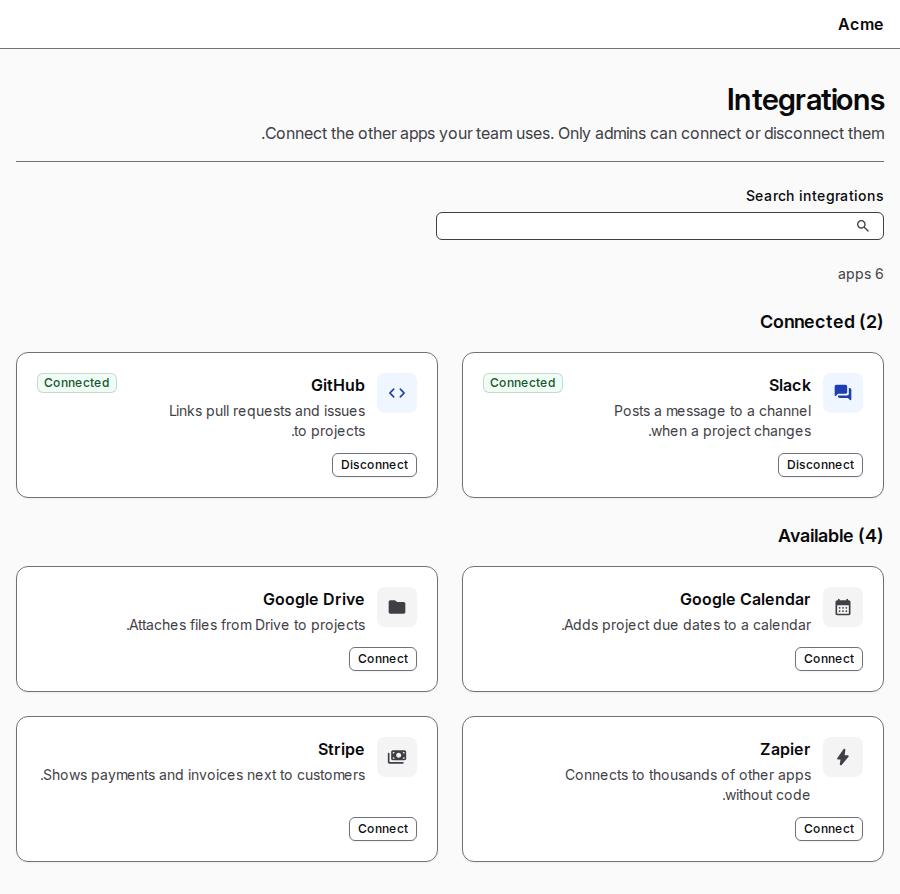 Acme
Integrations
Connect the other apps your team uses. Only admins can connect or disconnect them.
Search integrations
6 apps
Connected (2)
Slack
Connected
Posts a message to a channel
when a project changes.
Disconnect
GitHub
Connected
Links pull requests and issues
to projects.
Disconnect
Available (4)
Google Calendar
Adds project due dates to a calendar.
Connect
Google Drive
Attaches files from Drive to projects.
Connect
Zapier
Connects to thousands of other apps
without code.
Connect
Stripe
Shows payments and invoices next to customers.
Connect